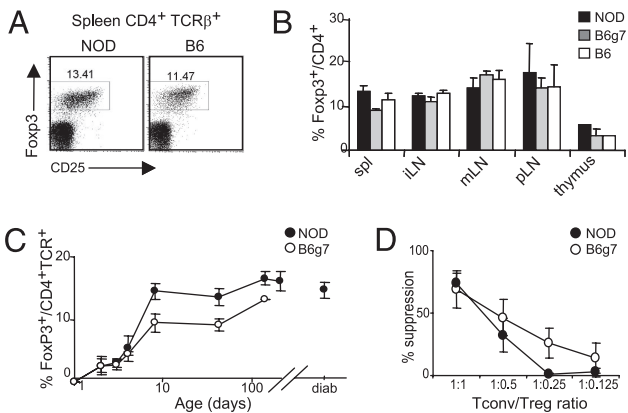 A
Spleen CD4+ TCRβ+
NOD
B6
13.41
11.47
Foxp3
CD25
B
% Foxp3+/CD4+
30
20
10
0
NOD
B6g7
B6
spl
iLN
mLN
pLN
thymus
C
% FoxP3+/CD4+TCR+
20
10
0
NOD
B6g7
1
10
100
diab
Age (days)
D
% suppression
100
50
0
NOD
B6g7
1:1
1:0.5
1:0.25
1:0.125
Tconv/Treg ratio